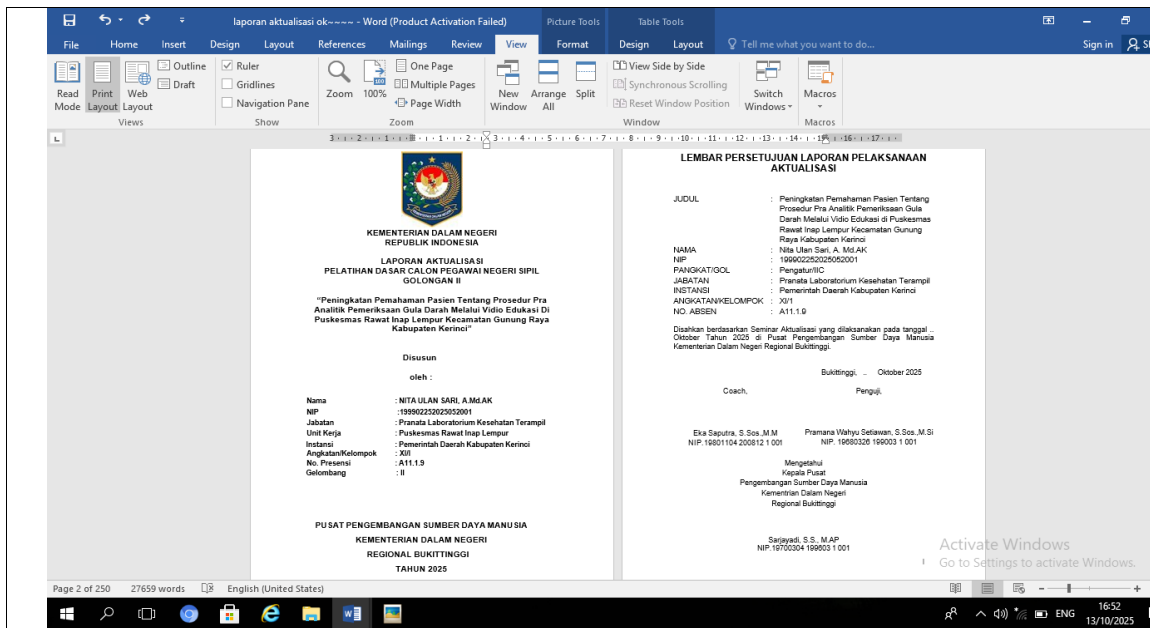 laporan aktualisasi ok~~~~ - Word (Product Activation Failed)
Picture Tools
Table Tools
File Home Insert Design Layout References Mailings Review View Format Design Layout Tell me what you want to do... Sign in
Read Mode
Print Layout
Web Layout
Outline
Draft
Views
Ruler
Gridlines
Navigation Pane
Show
Zoom
100
100%
One Page
Multiple Pages
Page Width
Zoom
New Window
Arrange All
Split
View Side by Side
Synchronous Scrolling
Reset Window Position
Window
Switch Windows
Macros
Macros
KEMENTERIAN DALAM NEGERI
REPUBLIK INDONESIA
LAPORAN AKTUALISASI
PELATIHAN DASAR CALON PEGAWAI NEGERI SIPIL
GOLONGAN II
“Peningkatan Pemahaman Pasien Tentang Prosedur Pra
Analitik Pemeriksaan Gula Darah Melalui Vidio Edukasi Di
Puskesmas Rawat Inap Lempur Kecamatan Gunung Raya
Kabupaten Kerinci”
Disusun
oleh :
Nama : NITA ULAN SARI, A.Md.AK
NIP :199902252025052001
Jabatan : Pranata Laboratorium Kesehatan Terampil
Unit Kerja : Puskesmas Rawat Inap Lempur
Instansi : Pemerintah Daerah Kabupaten Kerinci
Angkatan/Kelompok : XI/I
No. Presensi : A11.1.9
Gelombang : II
PUSAT PENGEMBANGAN SUMBER DAYA MANUSIA
KEMENTERIAN DALAM NEGERI
REGIONAL BUKITTINGGI
TAHUN 2025
LEMBAR PERSETUJUAN LAPORAN PELAKSANAAN
AKTUALISASI
JUDUL : Peningkatan Pemahaman Pasien Tentang
Prosedur Pra Analitik Pemeriksaan Gula
Darah Melalui Vidio Edukasi di Puskesmas
Rawat Inap Lempur Kecamatan Gunung
Raya Kabupaten Kerinci
NAMA : Nita Ulan Sari, A. Md.AK
NIP : 199902252025052001
PANGKAT/GOL : Pengatur/IIC
JABATAN : Pranata Laboratorium Kesehatan Terampil
INSTANSI : Pemerintah Daerah Kabupaten Kerinci
ANGKATAN/KELOMPOK : XI/1
NO. ABSEN : A11.1.9
Disahkan berdasarkan Seminar Aktualisasi yang dilaksanakan pada tanggal ..
Oktober Tahun 2025 di Pusat Pengembangan Sumber Daya Manusia
Kementerian Dalam Negeri Regional Bukittinggi.
Bukittinggi, .. Oktober 2025
Coach, Penguji,
Eka Saputra, S.Sos.,M.M Pramana Wahyu Setiawan, S.Sos.,M.Si
NIP.19801104 200812 1 001 NIP. 19680326 199003 1 001
Mengetahui
Kepala Pusat
Pengembangan Sumber Daya Manusia
Kementrian Dalam Negeri
Regional Bukittinggi
Sarjayadi, S.S., M.AP
NIP.19700304 199603 1 001
Activate Windows
Go to Settings to activate Windows.
Page 2 of 250 27659 words English (United States)
ENG
16:52
13/10/2025